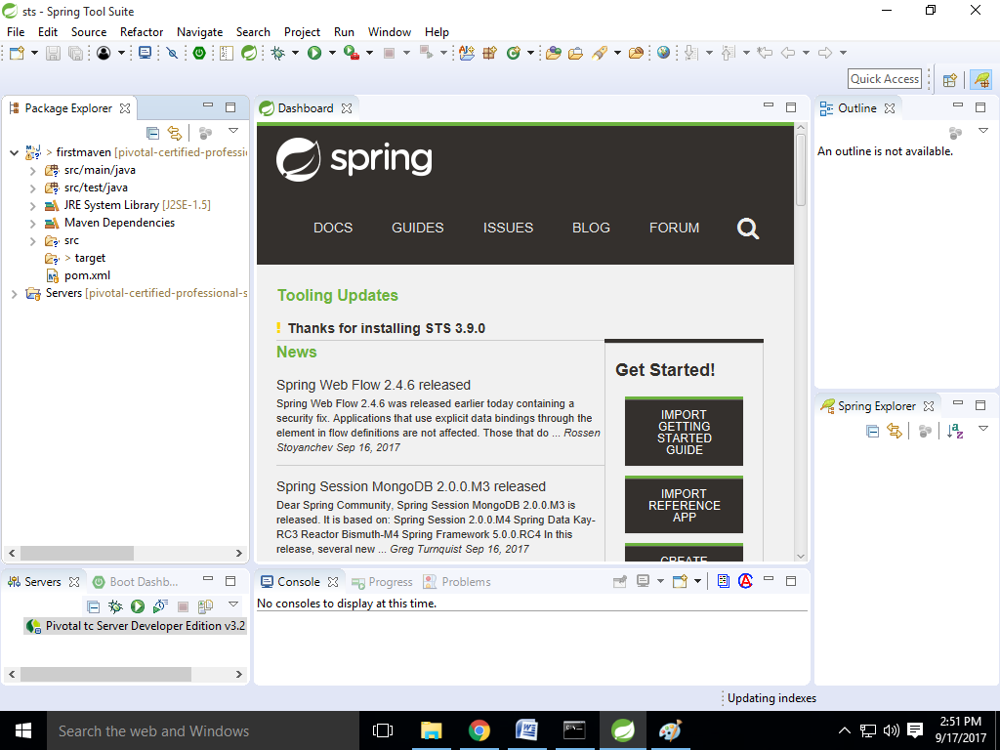 sts - Spring Tool Suite
File Edit Source Refactor Navigate Search Project Run Window Help
Quick Access
Package Explorer
> firstmaven [pivotal-certified-professi
src/main/java
src/test/java
JRE System Library [J2SE-1.5]
Maven Dependencies
src
> target
pom.xml
Servers [pivotal-certified-professional-s
Dashboard
spring
DOCS GUIDES ISSUES BLOG FORUM
Tooling Updates
! Thanks for installing STS 3.9.0
News
Spring Web Flow 2.4.6 released
Spring Web Flow 2.4.6 was released earlier today containing a
security fix. Applications that use explicit data bindings through the
element in flow definitions are not affected. Those that do ... Rossen
Stoyanchev Sep 16, 2017
Spring Session MongoDB 2.0.0.M3 released
Dear Spring Community, Spring Session MongoDB 2.0.0.M3 is
released. It is based on: Spring Session 2.0.0.M4 Spring Data Kay-
RC3 Reactor Bismuth-M4 Spring Framework 5.0.0.RC4 In this
release, several new ... Greg Turnquist Sep 16, 2017
Get Started!
IMPORT
GETTING
STARTED
GUIDE
IMPORT
REFERENCE
APP
CREATE
Outline
An outline is not available.
Spring Explorer
Servers
Boot Dashb...
Pivotal tc Server Developer Edition v3.2
Console
Progress
Problems
No consoles to display at this time.
Updating indexes
Search the web and Windows
2:51 PM
9/17/2017